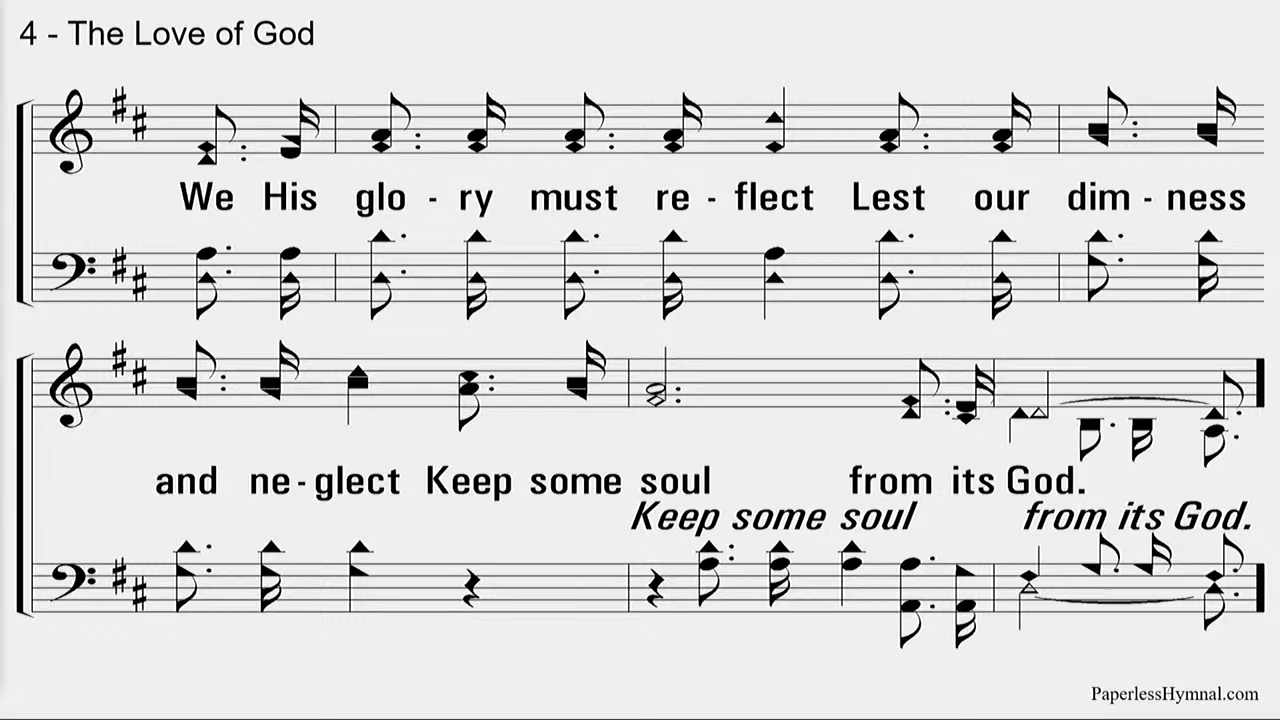 4 - The Love of God
We His glo - ry must re - flect Lest our dim - ness
and ne - glect Keep some soul from its God.
Keep some soul from its God.
PaperlessHymnal.com